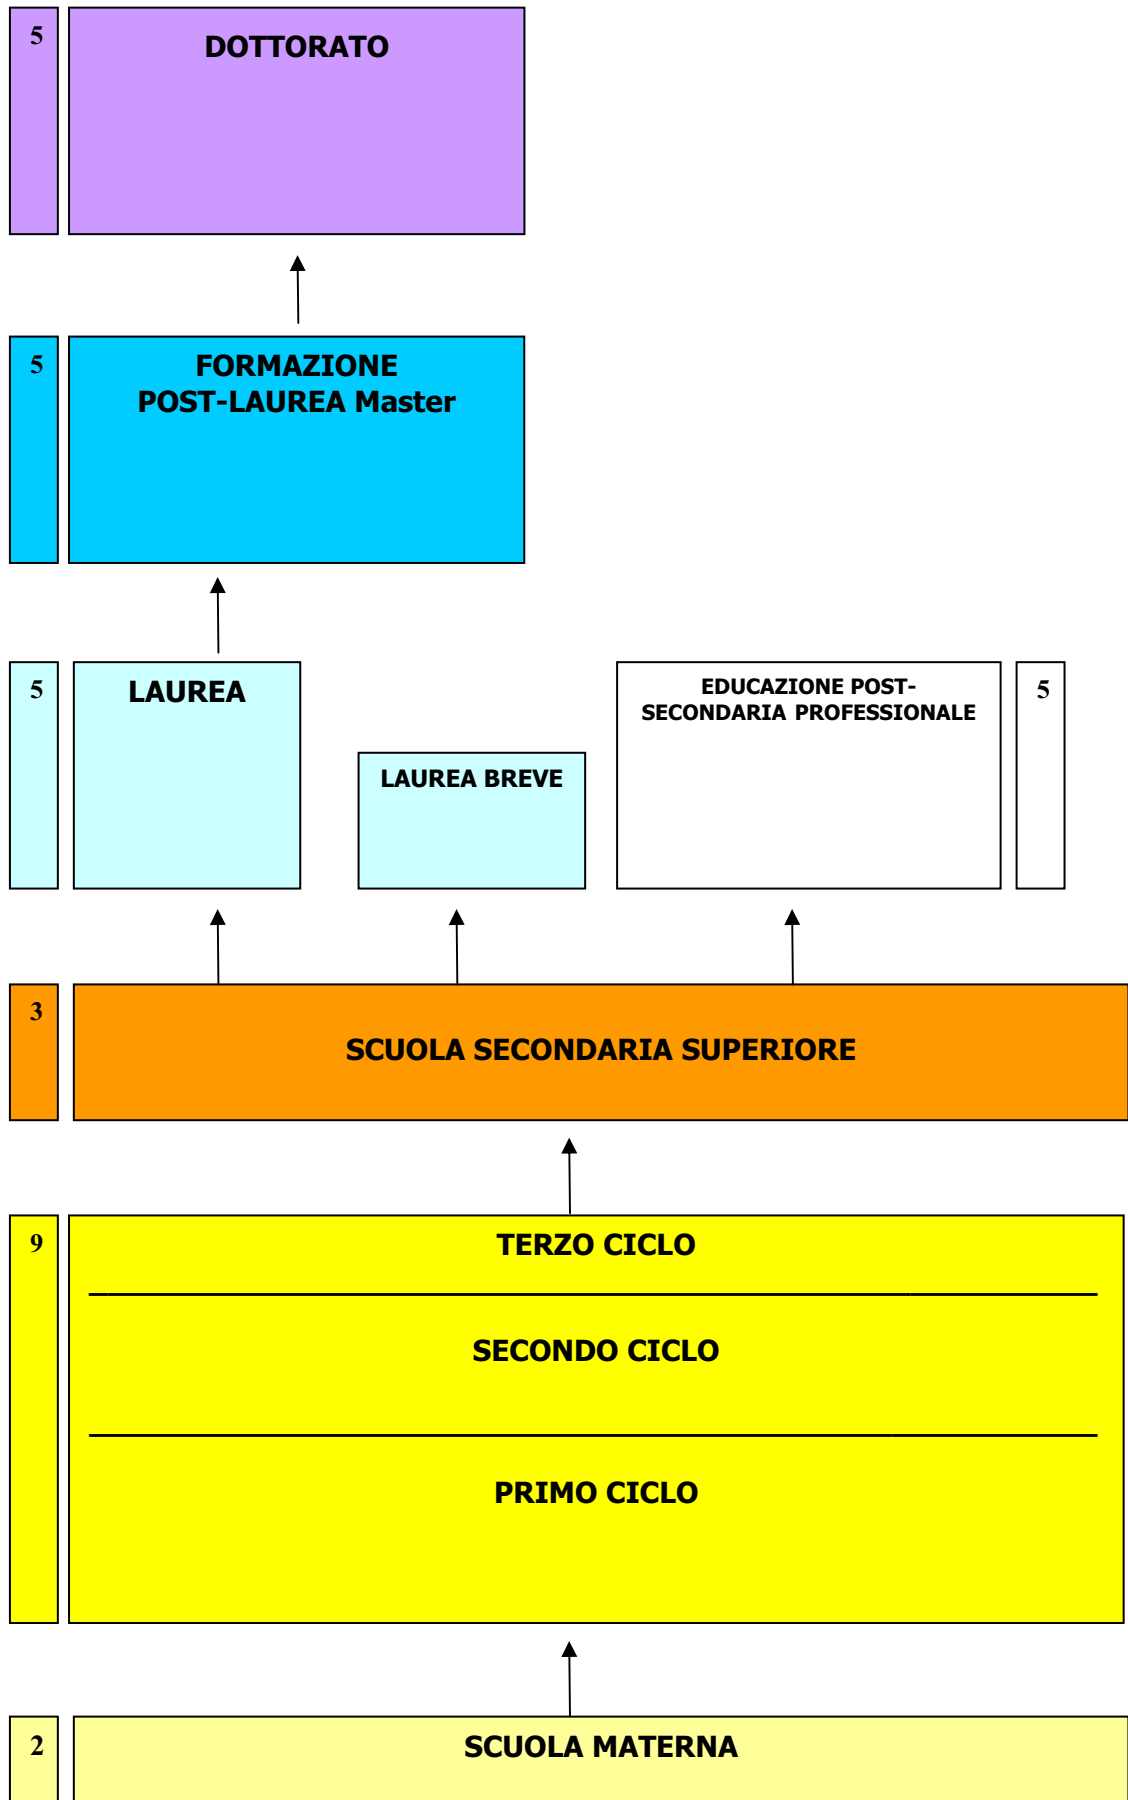 5
DOTTORATO
5
FORMAZIONE
POST-LAUREA Master
5
LAUREA
LAUREA BREVE
EDUCAZIONE POST-
SECONDARIA PROFESSIONALE
5
3
SCUOLA SECONDARIA SUPERIORE
9
TERZO CICLO
SECONDO CICLO
PRIMO CICLO
2
SCUOLA MATERNA